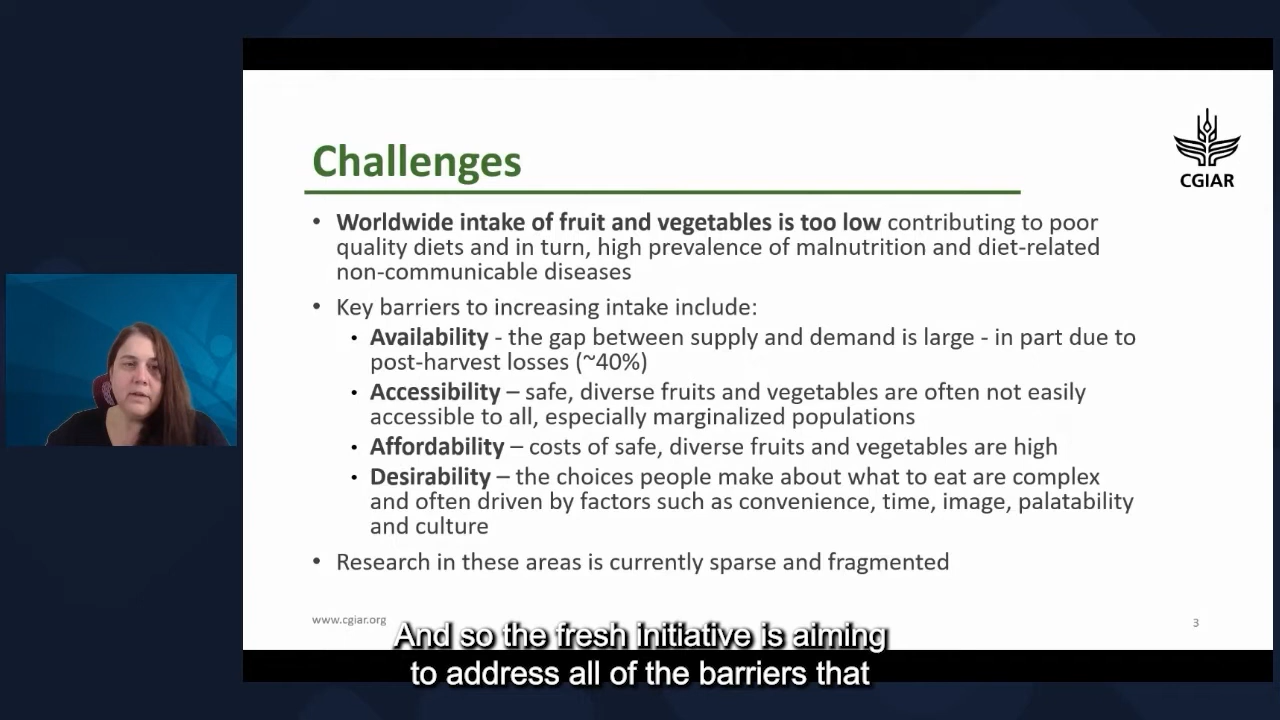 Challenges
CGIAR
• Worldwide intake of fruit and vegetables is too low contributing to poor
quality diets and in turn, high prevalence of malnutrition and diet-related
non-communicable diseases
• Key barriers to increasing intake include:
• Availability - the gap between supply and demand is large - in part due to
post-harvest losses (~40%)
• Accessibility – safe, diverse fruits and vegetables are often not easily
accessible to all, especially marginalized populations
• Affordability – costs of safe, diverse fruits and vegetables are high
• Desirability – the choices people make about what to eat are complex
and often driven by factors such as convenience, time, image, palatability
and culture
• Research in these areas is currently sparse and fragmented
www.cgiar.org
3
And so the fresh initiative is aiming
to address all of the barriers that